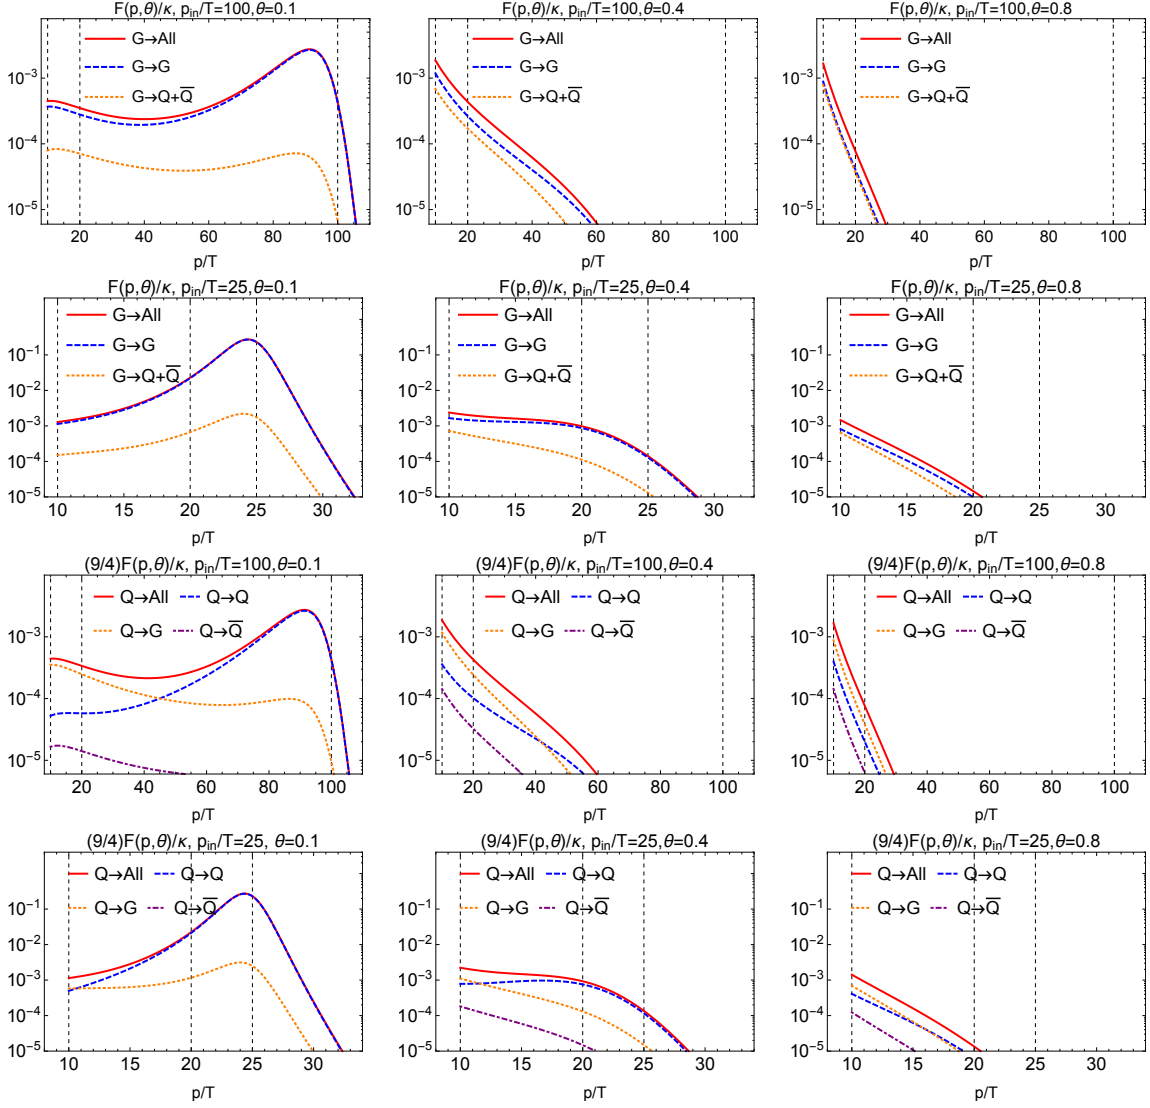 F(p,θ)/κ, p_in/T=100,θ=0.1
G→All
G→G
G→Q+Q̅
10⁻³
10⁻⁴
10⁻⁵
20 40 60 80 100
p/T
F(p,θ)/κ, p_in/T=100,θ=0.4
G→All
G→G
G→Q+Q̅
10⁻³
10⁻⁴
10⁻⁵
20 40 60 80 100
p/T
F(p,θ)/κ, p_in/T=100,θ=0.8
G→All
G→G
G→Q+Q̅
10⁻³
10⁻⁴
10⁻⁵
20 40 60 80 100
p/T
F(p,θ)/κ, p_in/T=25,θ=0.1
G→All
G→G
G→Q+Q̅
10⁻¹
10⁻²
10⁻³
10⁻⁴
10⁻⁵
10 15 20 25 30
p/T
F(p,θ)/κ, p_in/T=25,θ=0.4
G→All
G→G
G→Q+Q̅
10⁻¹
10⁻²
10⁻³
10⁻⁴
10⁻⁵
10 15 20 25 30
p/T
F(p,θ)/κ, p_in/T=25,θ=0.8
G→All
G→G
G→Q+Q̅
10⁻¹
10⁻²
10⁻³
10⁻⁴
10⁻⁵
10 15 20 25 30
p/T
(9/4)F(p,θ)/κ, p_in/T=100,θ=0.1
Q→All Q→Q
Q→G Q→Q̅
10⁻³
10⁻⁴
10⁻⁵
20 40 60 80 100
p/T
(9/4)F(p,θ)/κ, p_in/T=100,θ=0.4
Q→All Q→Q
Q→G Q→Q̅
10⁻³
10⁻⁴
10⁻⁵
20 40 60 80 100
p/T
(9/4)F(p,θ)/κ, p_in/T=100,θ=0.8
Q→All Q→Q
Q→G Q→Q̅
10⁻³
10⁻⁴
10⁻⁵
20 40 60 80 100
p/T
(9/4)F(p,θ)/κ, p_in/T=25, θ=0.1
Q→All Q→Q
Q→G Q→Q̅
10⁻¹
10⁻²
10⁻³
10⁻⁴
10⁻⁵
10 15 20 25 30
p/T
(9/4)F(p,θ)/κ, p_in/T=25,θ=0.4
Q→All Q→Q
Q→G Q→Q̅
10⁻¹
10⁻²
10⁻³
10⁻⁴
10⁻⁵
10 15 20 25 30
p/T
(9/4)F(p,θ)/κ, p_in/T=25,θ=0.8
Q→All Q→Q
Q→G Q→Q̅
10⁻¹
10⁻²
10⁻³
10⁻⁴
10⁻⁵
10 15 20 25 30
p/T